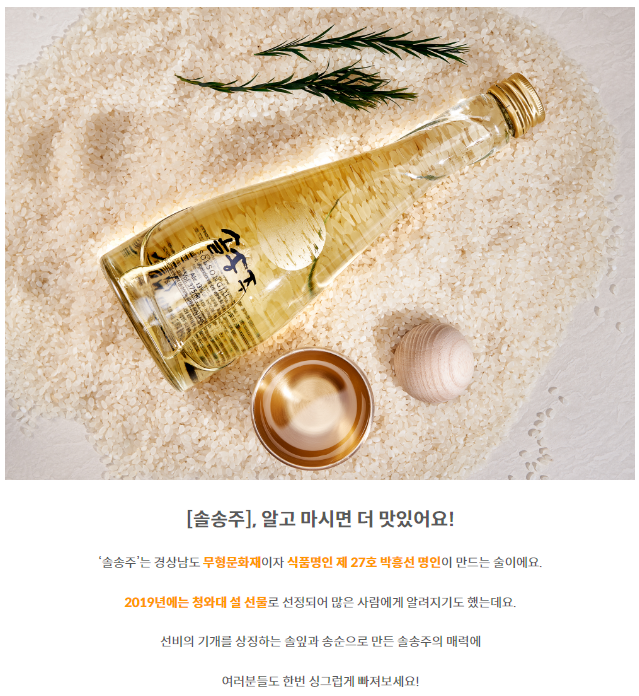 솔송주
[솔송주], 알고 마시면 더 맛있어요!
‘솔송주’는 경상남도 무형문화재이자 식품명인 제 27호 박흥선 명인이 만드는 술이에요.
2019년에는 청와대 설 선물로 선정되어 많은 사람에게 알려지기도 했는데요.
선비의 기개를 상징하는 솔잎과 송순으로 만든 솔송주의 매력에
여러분들도 한번 싱그럽게 빠져보세요!